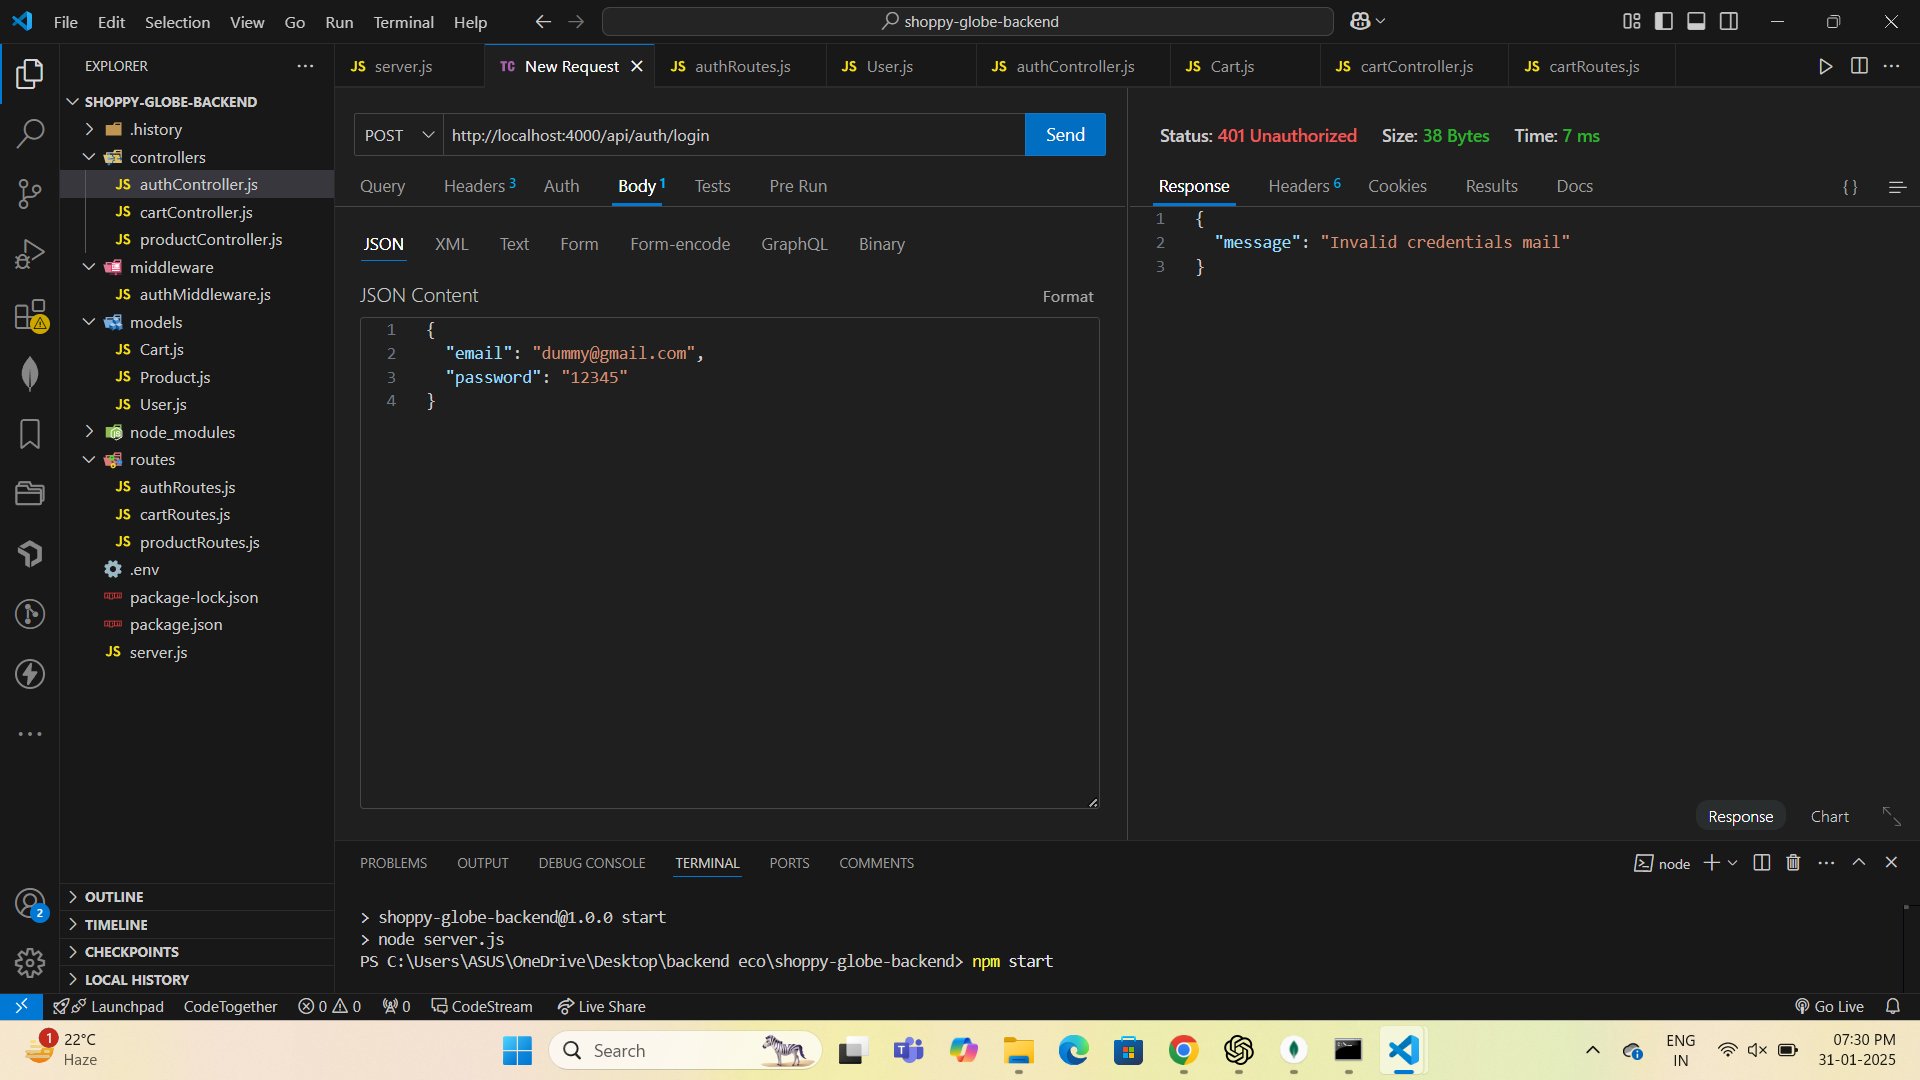 File Edit Selection View Go Run Terminal Help
shoppy-globe-backend
EXPLORER
SHOPPY-GLOBE-BACKEND
.history
controllers
JS authController.js
JS cartController.js
JS productController.js
middleware
JS authMiddleware.js
models
JS Cart.js
JS Product.js
JS User.js
node_modules
routes
JS authRoutes.js
JS cartRoutes.js
JS productRoutes.js
.env
package-lock.json
package.json
JS server.js
OUTLINE
TIMELINE
CHECKPOINTS
LOCAL HISTORY
2
JS server.js TC New Request JS authRoutes.js JS User.js JS authController.js JS Cart.js JS cartController.js JS cartRoutes.js
POST http://localhost:4000/api/auth/login Send
Query Headers 3 Auth Body 1 Tests Pre Run
JSON XML Text Form Form-encode GraphQL Binary
JSON Content Format
1 {
2 "email": "dummy@gmail.com",
3 "password": "12345"
4 }
Status: 401 Unauthorized Size: 38 Bytes Time: 7 ms
Response Headers 6 Cookies Results Docs { }
1 {
2 "message": "Invalid credentials mail"
3 }
Response Chart
PROBLEMS OUTPUT DEBUG CONSOLE TERMINAL PORTS COMMENTS
node
> shoppy-globe-backend@1.0.0 start
> node server.js
PS C:\Users\ASUS\OneDrive\Desktop\backend eco\shoppy-globe-backend> npm start
Launchpad CodeTogether 0 0 0 CodeStream Live Share Go Live
1
22°C
Haze
Search
ENG
IN
07:30 PM
31-01-2025